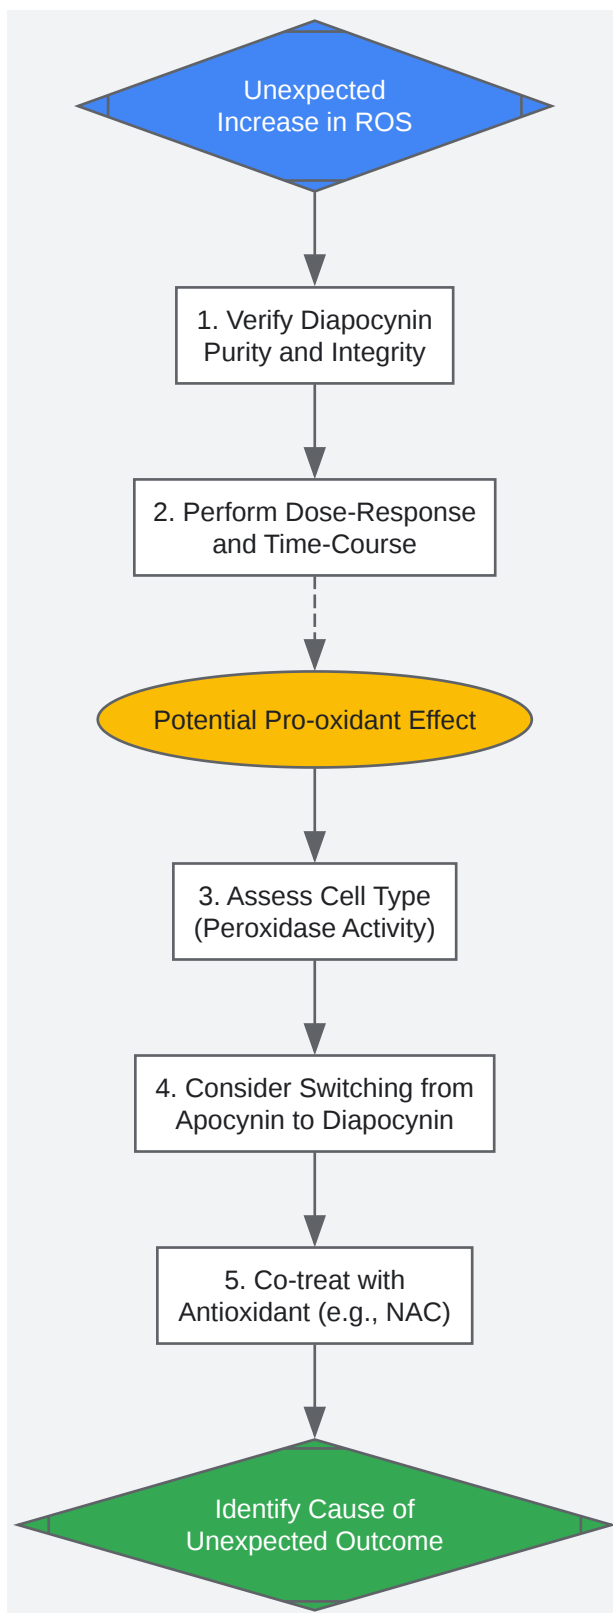 Unexpected
Increase in ROS
1. Verify Diapocynin
Purity and Integrity
2. Perform Dose-Response
and Time-Course
Potential Pro-oxidant Effect
3. Assess Cell Type
(Peroxidase Activity)
4. Consider Switching from
Apocynin to Diapocynin
5. Co-treat with
Antioxidant (e.g., NAC)
Identify Cause of
Unexpected Outcome